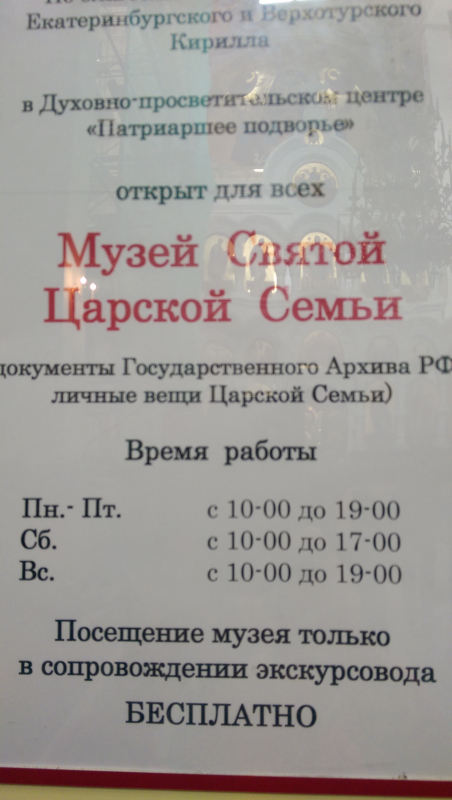 Екатеринбургского и Верхотурского
Кирилла
в Духовно-просветительском центре
«Патриаршее подворье»
открыт для всех
Музей Святой
Царской Семьи
документы Государственного Архива РФ
личные вещи Царской Семьи)
Время работы
Пн.- Пт. с 10-00 до 19-00
Сб. с 10-00 до 17-00
Вс. с 10-00 до 19-00
Посещение музея только
в сопровождении экскурсовода
БЕСПЛАТНО